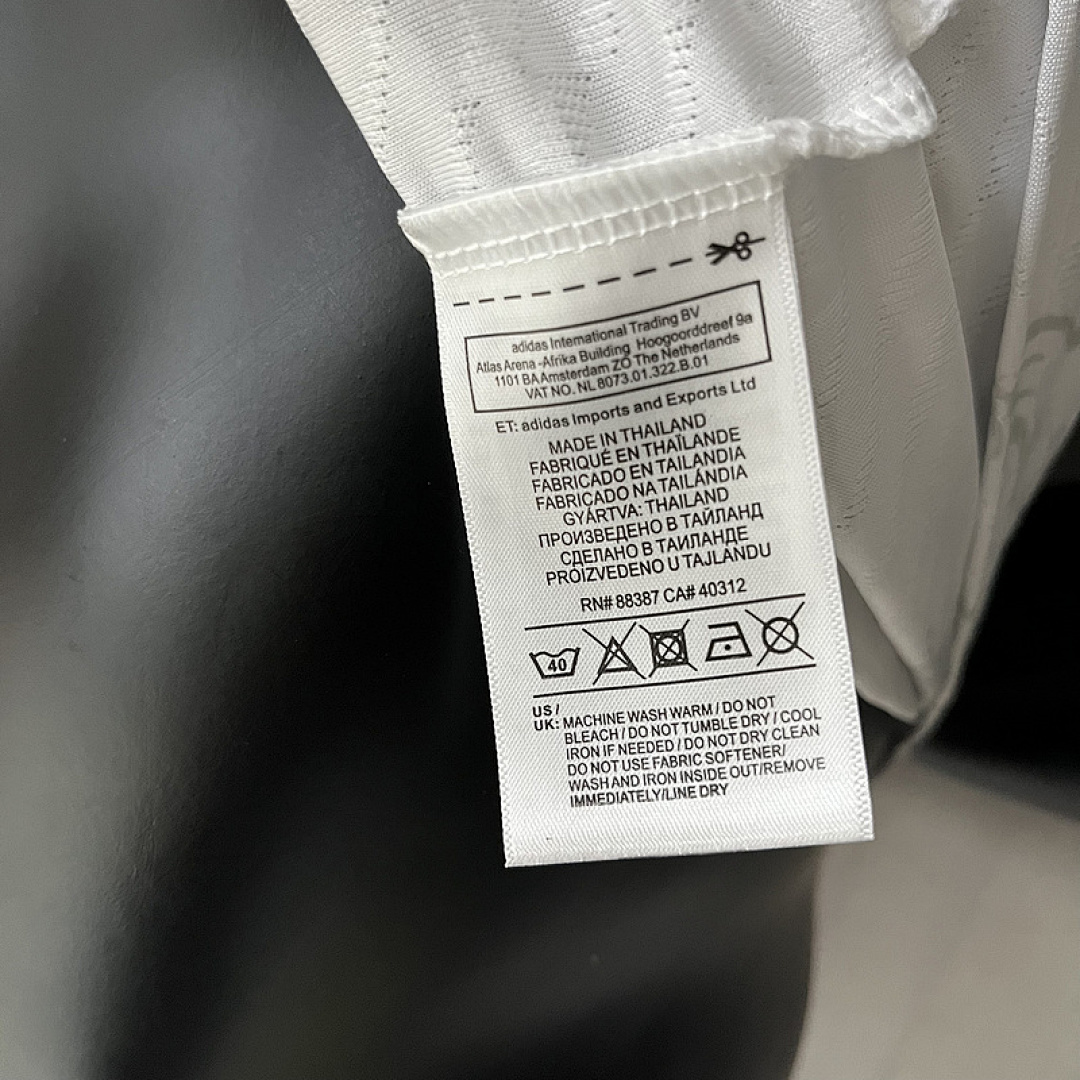 adidas International Trading BV
Atlas Arena -Afrika Building Hoogoorddreef 9a
1101 BA Amsterdam ZO The Netherlands
VAT NO. NL 8073.01.322.B.01
ET: adidas Imports and Exports Ltd
MADE IN THAILAND
FABRIQUÉ EN THAÏLANDE
FABRICADO EN TAILANDIA
FABRICADO NA TAILÂNDIA
GYÁRTVA: THAILAND
ПРОИЗВЕДЕНО В ТАЙЛАНД
СДЕЛАНО В ТАИЛАНДЕ
PROIZVEDENO U TAJLANDU
RN# 88387 CA# 40312
40
US /
UK: MACHINE WASH WARM / DO NOT
BLEACH / DO NOT TUMBLE DRY / COOL
IRON IF NEEDED / DO NOT DRY CLEAN
DO NOT USE FABRIC SOFTENER/
WASH AND IRON INSIDE OUT/REMOVE
IMMEDIATELY/LINE DRY